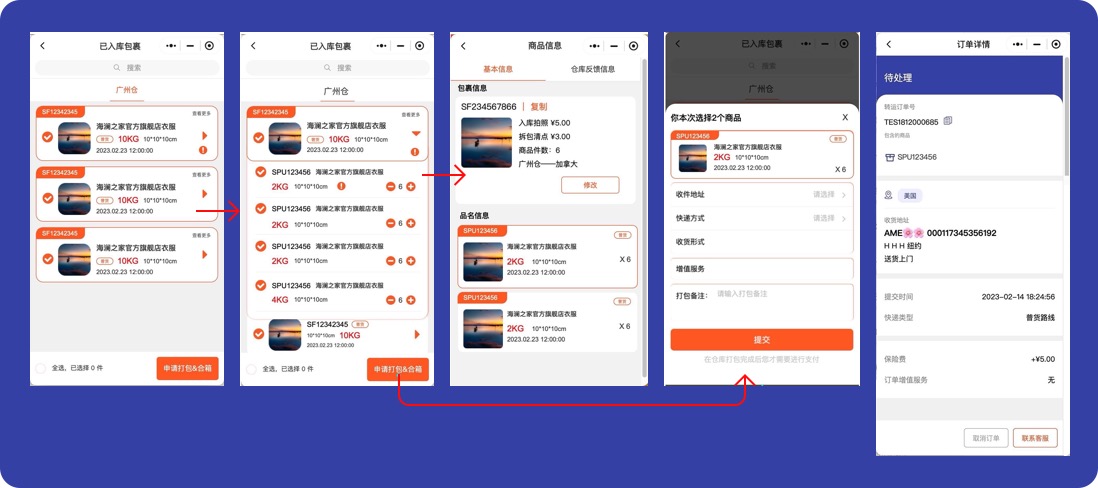 已入库包裹
搜索
广州仓
SF12342345
查看更多
海澜之家官方旗舰店衣服
普货 10KG 10*10*10cm
2023.02.23 12:00:00
SF12342345
查看更多
海澜之家官方旗舰店衣服
普货 10KG 10*10*10cm
2023.02.23 12:00:00
SF12342345
查看更多
海澜之家官方旗舰店衣服
普货 10KG 10*10*10cm
2023.02.23 12:00:00
全选，已选择 0 件
申请打包&合箱
已入库包裹
搜索
广州仓
SF12342345
查看更多
海澜之家官方旗舰店衣服
普货 10KG 10*10*10cm
2023.02.23 12:00:00
SPU123456 海澜之家官方旗舰店衣服
2KG 10*10*10cm
6
SPU123456 海澜之家官方旗舰店衣服
2KG 10*10*10cm
6
SPU123456 海澜之家官方旗舰店衣服
2KG 10*10*10cm
6
SPU123456 海澜之家官方旗舰店衣服
4KG 10*10*10cm
6
SF12342345 普货
10*10*10cm 10KG
2023.02.23 12:00:00
全选，已选择 0 件
申请打包&合箱
商品信息
基本信息
仓库反馈信息
包裹信息
SF234567866 | 复制
入库拍照 ¥5.00
拆包清点 ¥3.00
商品件数：6
广州仓——加拿大
修改
品名信息
SPU123456
普货
海澜之家官方旗舰店衣服
2KG 10*10*10cm
2023.02.23 12:00:00
X 6
SPU123456
普货
海澜之家官方旗舰店衣服
2KG 10*10*10cm
2023.02.23 12:00:00
X 6
已入库包裹
搜索
广州仓
你本次选择2个商品
X
SPU123456
普货
海澜之家官方旗舰店衣服
2KG 10*10*10cm
2023.02.23 12:00:00
X 6
收件地址
请选择
快递方式
请选择
收货形式
增值服务
打包备注：
请输入打包备注
提交
在仓库打包完成后您才需要进行支付
订单详情
待处理
转运订单号
TES1812000685
包含的商品
SPU123456
美国
收货地址
AME🌸🌸 000117345356192
H H H 纽约
送货上门
提交时间
2023-02-14 18:24:56
快递类型
普货路线
保险费
+¥5.00
订单增值服务
无
取消订单
联系客服